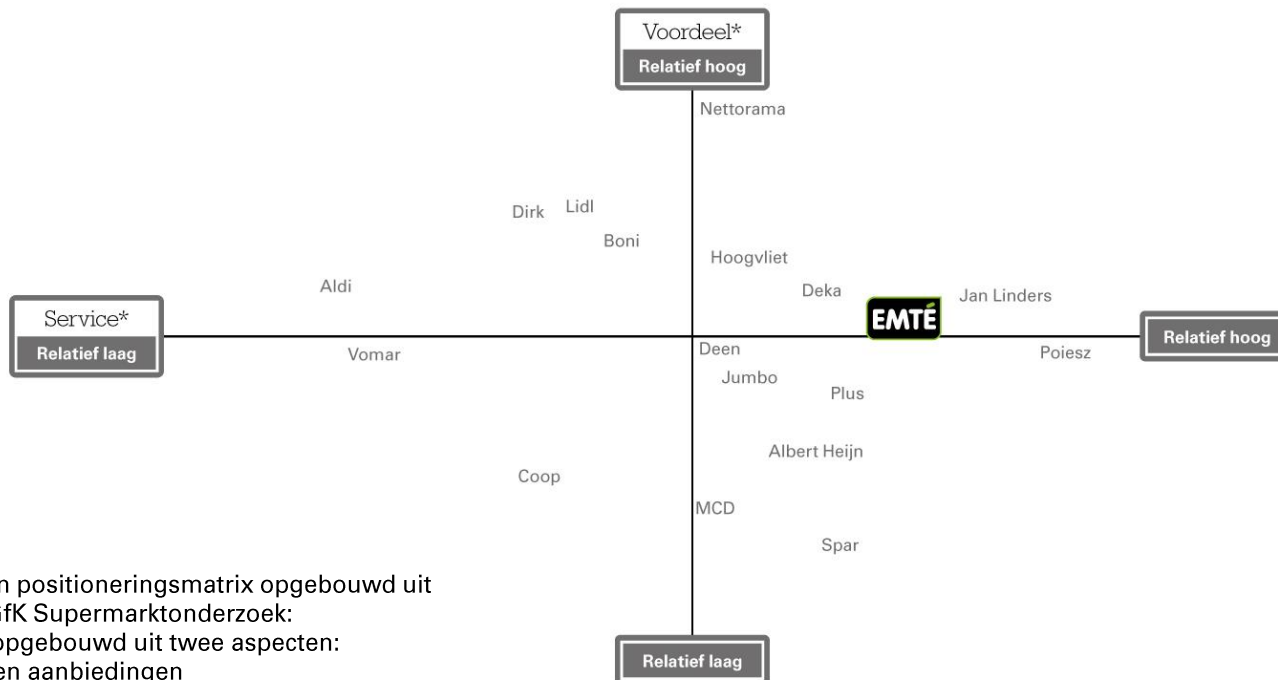 Voordeel*
Relatief hoog
Nettorama
Dirk
Lidl
Boni
Hoogvliet
Aldi
Deka
EMTÉ
Jan Linders
Service*
Relatief laag
Relatief hoog
Vomar
Deen
Poiesz
Jumbo
Plus
Albert Heijn
Coop
MCD
Spar
positioneringsmatrix opgebouwd uit
GfK Supermarktonderzoek:
opgebouwd uit twee aspecten:
en aanbiedingen
Relatief laag